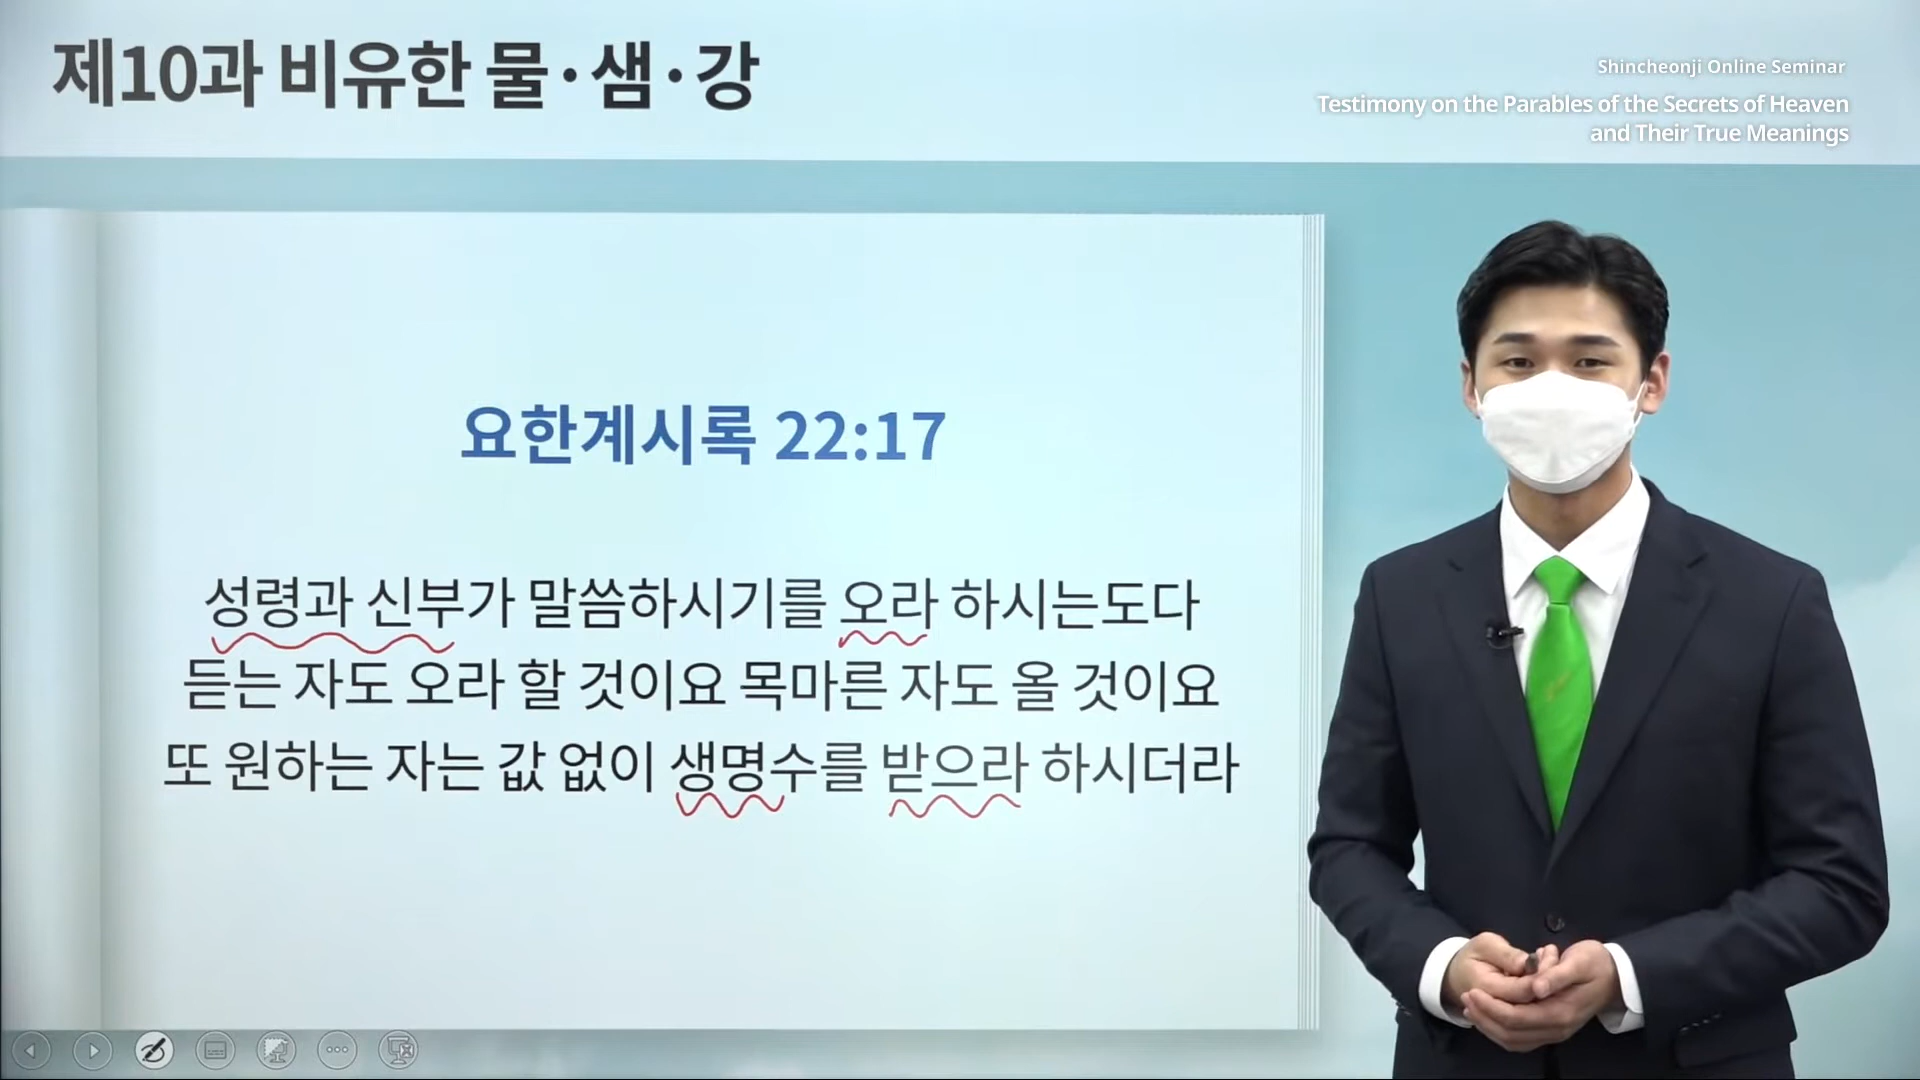 제10과 비유한 물·샘·강
Shincheonji Online Seminar
Testimony on the Parables of the Secrets of Heaven
and Their True Meanings
요한계시록 22:17
성령과 신부가 말씀하시기를 오라 하시는도다
듣는 자도 오라 할 것이요 목마른 자도 올 것이요
또 원하는 자는 값 없이 생명수를 받으라 하시더라